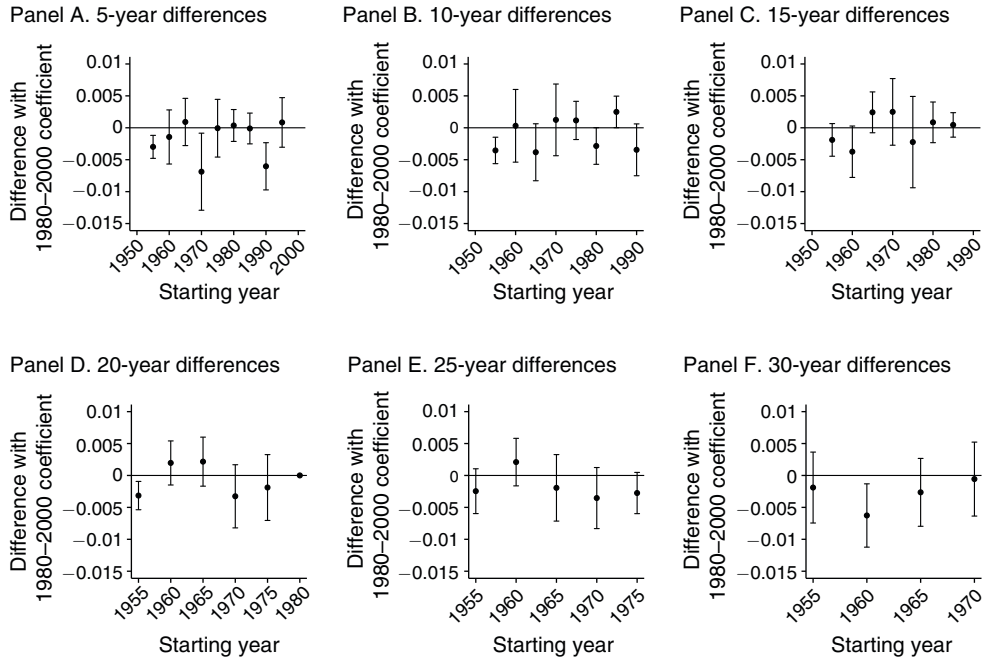 Panel A. 5-year differences
Difference with
1980–2000 coefficient
0.01
0.005
0
−0.005
−0.01
−0.015
1950
1960
1970
1980
1990
2000
Starting year
Panel B. 10-year differences
Difference with
1980–2000 coefficient
0.01
0.005
0
−0.005
−0.01
−0.015
1950
1960
1970
1980
1990
Starting year
Panel C. 15-year differences
Difference with
1980–2000 coefficient
0.01
0.005
0
−0.005
−0.01
−0.015
1950
1960
1970
1980
1990
Starting year
Panel D. 20-year differences
Difference with
1980–2000 coefficient
0.01
0.005
0
−0.005
−0.01
−0.015
1955
1960
1965
1970
1975
1980
Starting year
Panel E. 25-year differences
Difference with
1980–2000 coefficient
0.01
0.005
0
−0.005
−0.01
−0.015
1955
1960
1965
1970
1975
Starting year
Panel F. 30-year differences
Difference with
1980–2000 coefficient
0.01
0.005
0
−0.005
−0.01
−0.015
1955
1960
1965
1970
Starting year